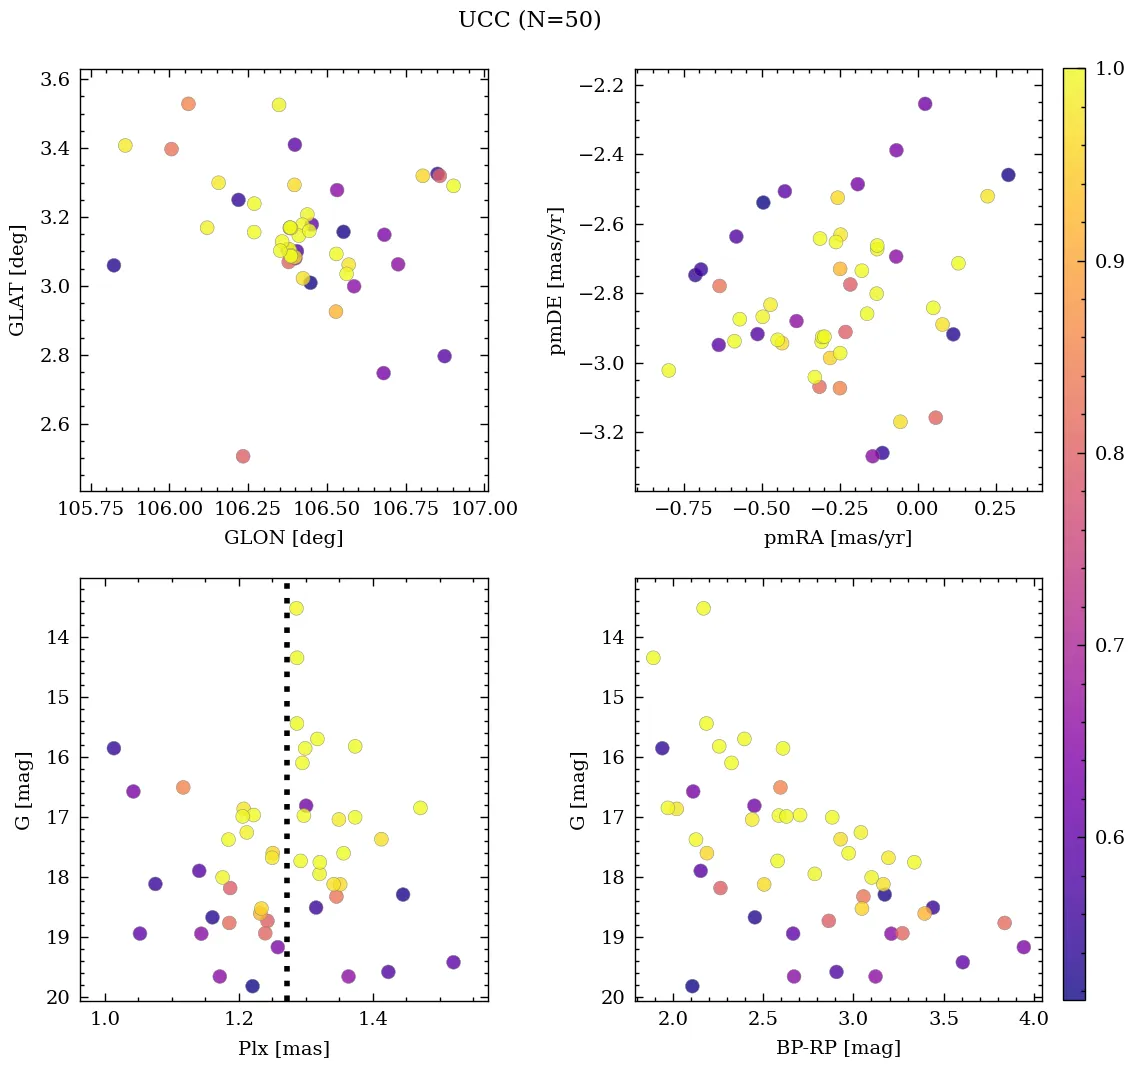 UCC (N=50)
3.6
3.4
3.2
3.0
2.8
2.6
GLAT [deg]
105.75 106.00 106.25 106.50 106.75 107.00
GLON [deg]
−2.2
−2.4
−2.6
−2.8
−3.0
−3.2
pmDE [mas/yr]
−0.75 −0.50 −0.25 0.00 0.25
pmRA [mas/yr]
1.0
0.9
0.8
0.7
0.6
14
15
16
17
18
19
20
G [mag]
1.0 1.2 1.4
Plx [mas]
14
15
16
17
18
19
20
G [mag]
2.0 2.5 3.0 3.5 4.0
BP-RP [mag]